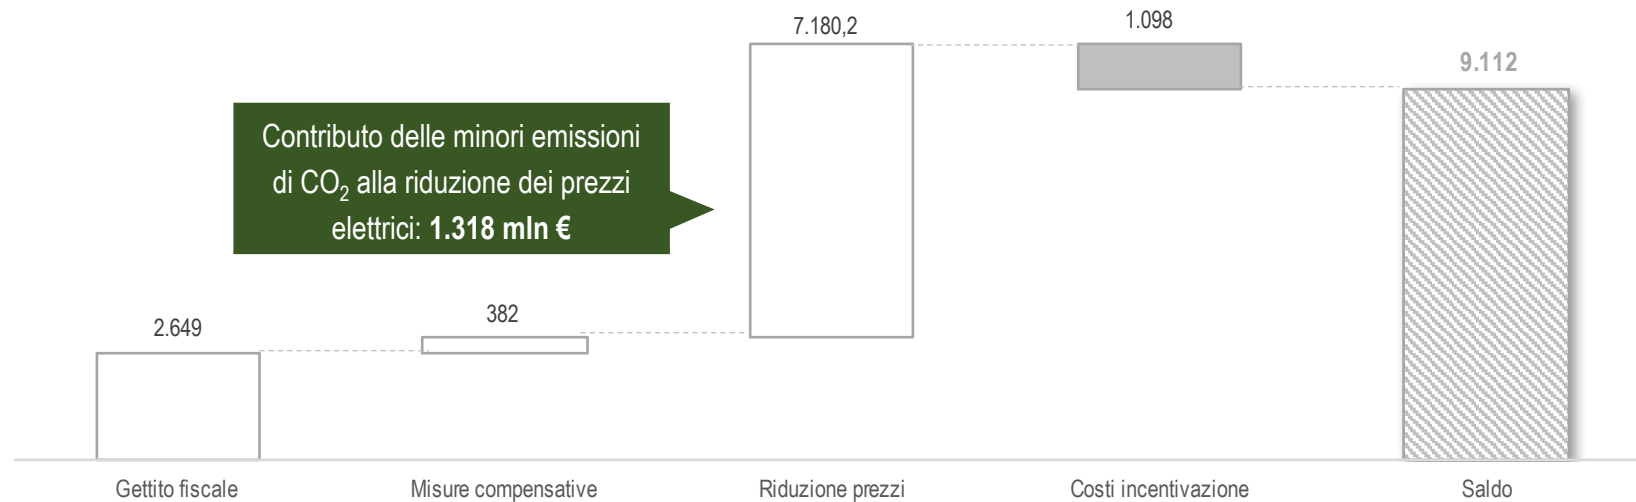 7.180,2
1.098
9.112
Contributo delle minori emissioni
di CO₂ alla riduzione dei prezzi
elettrici: 1.318 mln €
2.649
382
Gettito fiscale
Misure compensative
Riduzione prezzi
Costi incentivazione
Saldo